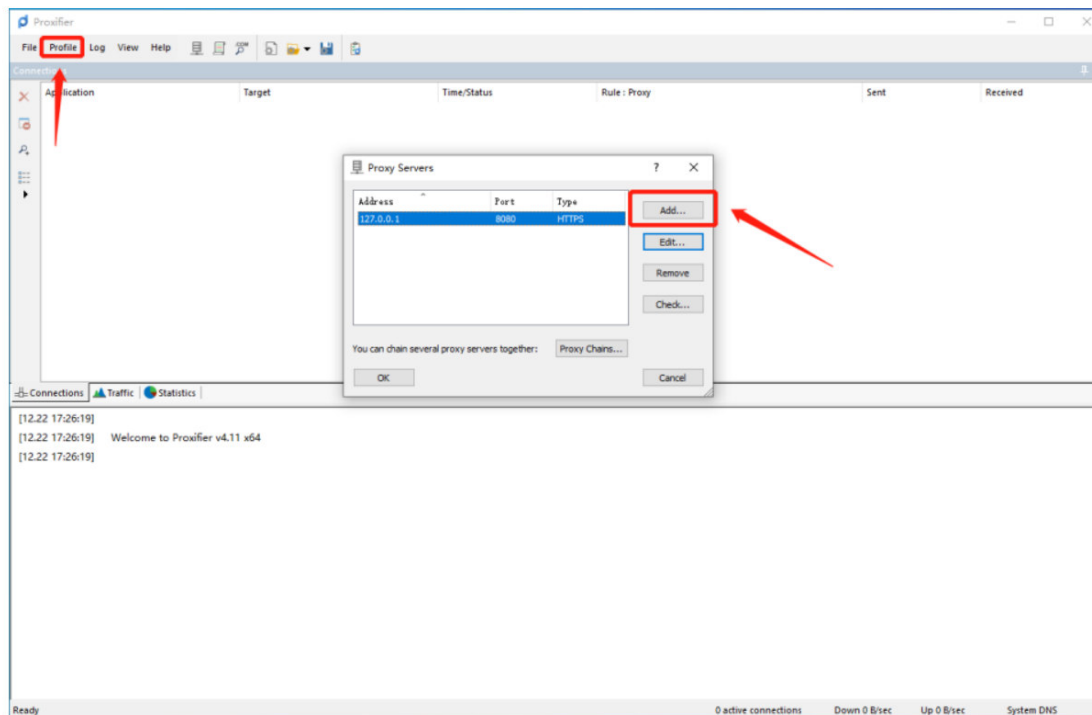 Proxifier
File Profile Log View Help
Connections
Application Target Time/Status Rule : Proxy Sent Received
Proxy Servers ?
Address Port Type
127.0.0.1 8080 HTTPS
Add...
Edit...
Remove
Check...
You can chain several proxy servers together: Proxy Chains...
OK Cancel
Connections Traffic Statistics
[12.22 17:26:19]
[12.22 17:26:19] Welcome to Proxifier v4.11 x64
[12.22 17:26:19]
Ready 0 active connections Down 0 B/sec Up 0 B/sec System DNS